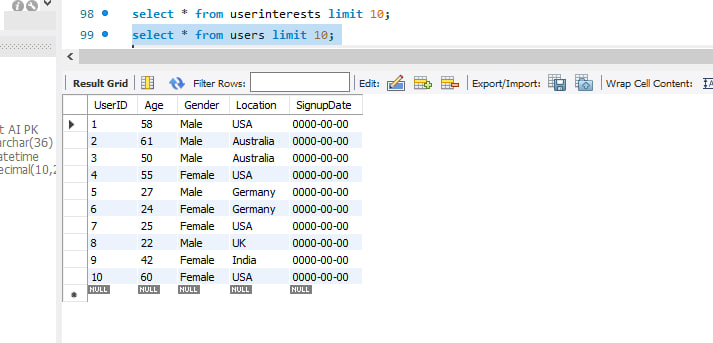 98 select * from userinterests limit 10;
99 select * from users limit 10;
Result Grid Filter Rows: Edit: Export/Import: Wrap Cell Content:
UserID Age Gender Location SignupDate
1 58 Male USA 0000-00-00
2 61 Male Australia 0000-00-00
3 50 Male Australia 0000-00-00
4 55 Female USA 0000-00-00
5 27 Male Germany 0000-00-00
6 24 Female Germany 0000-00-00
7 25 Female USA 0000-00-00
8 22 Male UK 0000-00-00
9 42 Female India 0000-00-00
10 60 Female USA 0000-00-00
NULL NULL NULL NULL NULL
t AI PK
archar(36)
atetime
ecimal(10,2